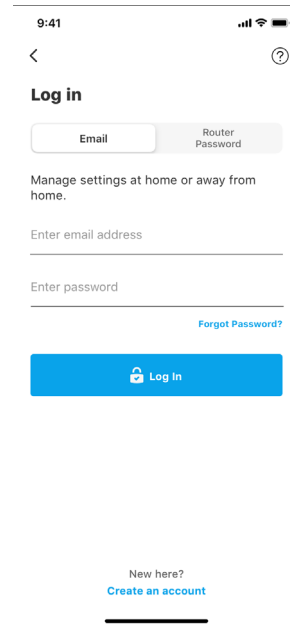 9:41
Log in
Email
Router
Password
Manage settings at home or away from
home.
Enter email address
Enter password
Forgot Password?
Log In
New here?
Create an account